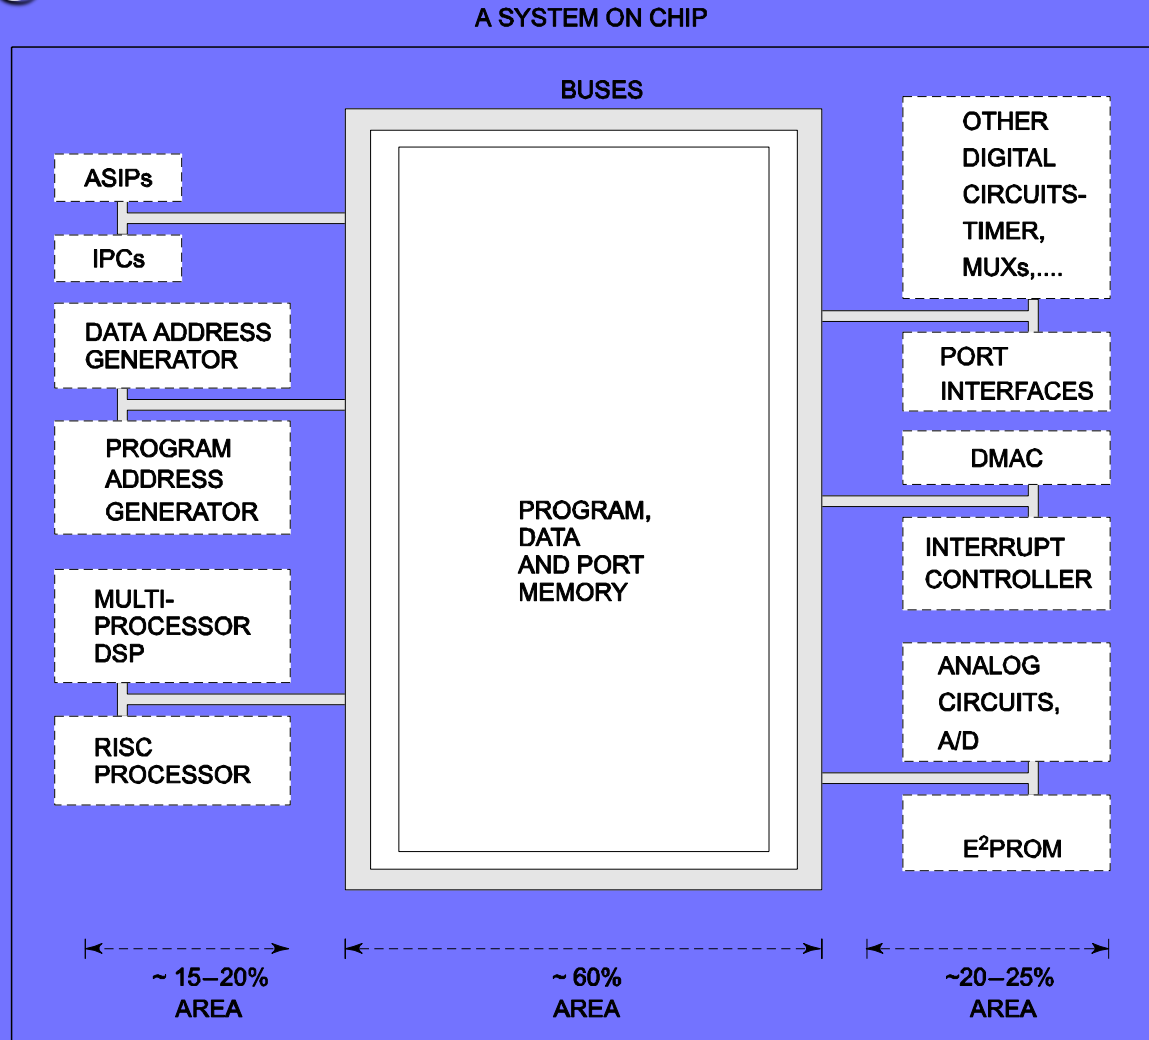 A SYSTEM ON CHIP
BUSES
ASIPs
IPCs
DATA ADDRESS
GENERATOR
PROGRAM
ADDRESS
GENERATOR
MULTI-
PROCESSOR
DSP
RISC
PROCESSOR
PROGRAM,
DATA
AND PORT
MEMORY
OTHER
DIGITAL
CIRCUITS-
TIMER,
MUXs,....
PORT
INTERFACES
DMAC
INTERRUPT
CONTROLLER
ANALOG
CIRCUITS,
A/D
E²PROM
~ 15–20%
AREA
~ 60%
AREA
~20–25%
AREA